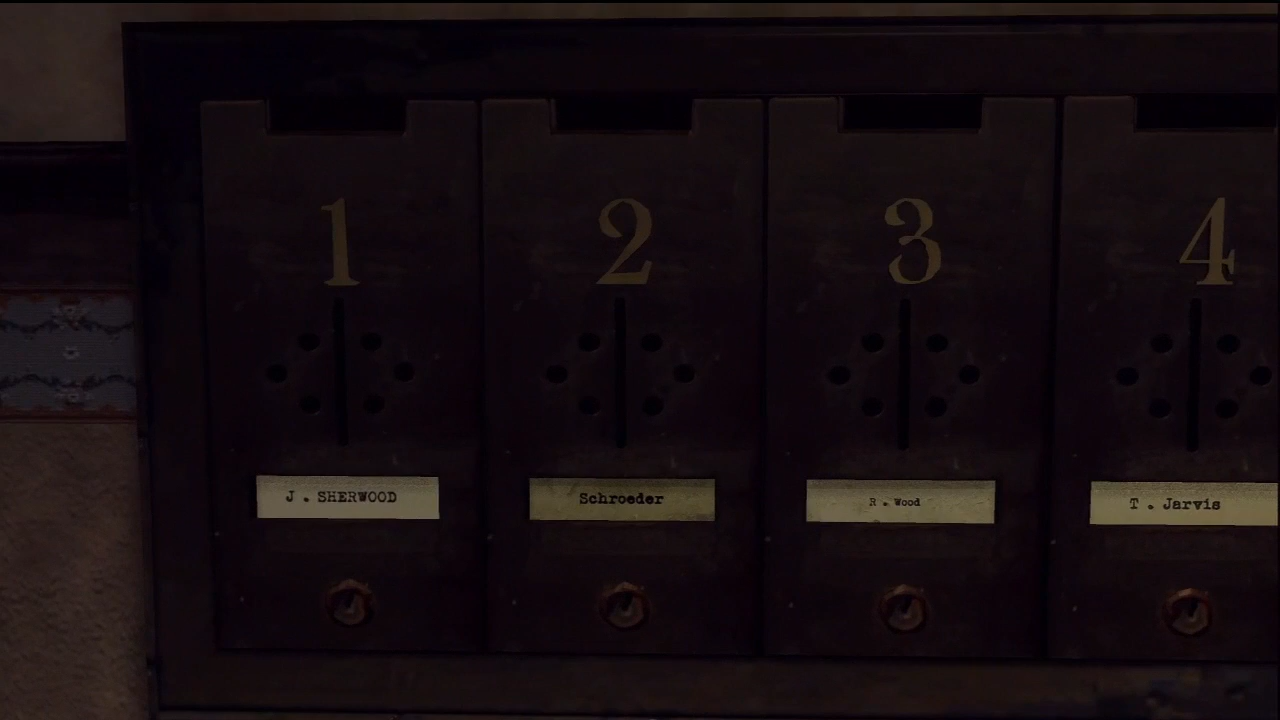 1
2
3
4
J . SHERWOOD
Schroeder
R . Wood
T . Jarvis